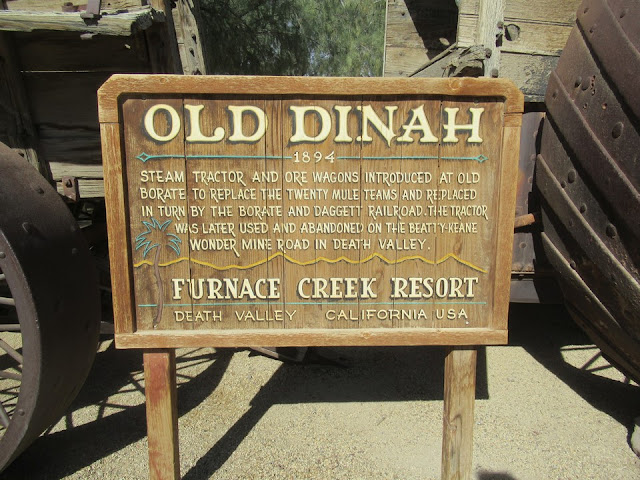 OLD DINAH
1894
STEAM TRACTOR AND ORE WAGONS INTRODUCED AT OLD
BORATE TO REPLACE THE TWENTY MULE TEAMS AND REPLACED
IN TURN BY THE BORATE AND DAGGETT RAILROAD. THE TRACTOR
WAS LATER USED AND ABANDONED ON THE BEATTY-KEANE
WONDER MINE ROAD IN DEATH VALLEY.
FURNACE CREEK RESORT
DEATH VALLEY CALIFORNIA USA